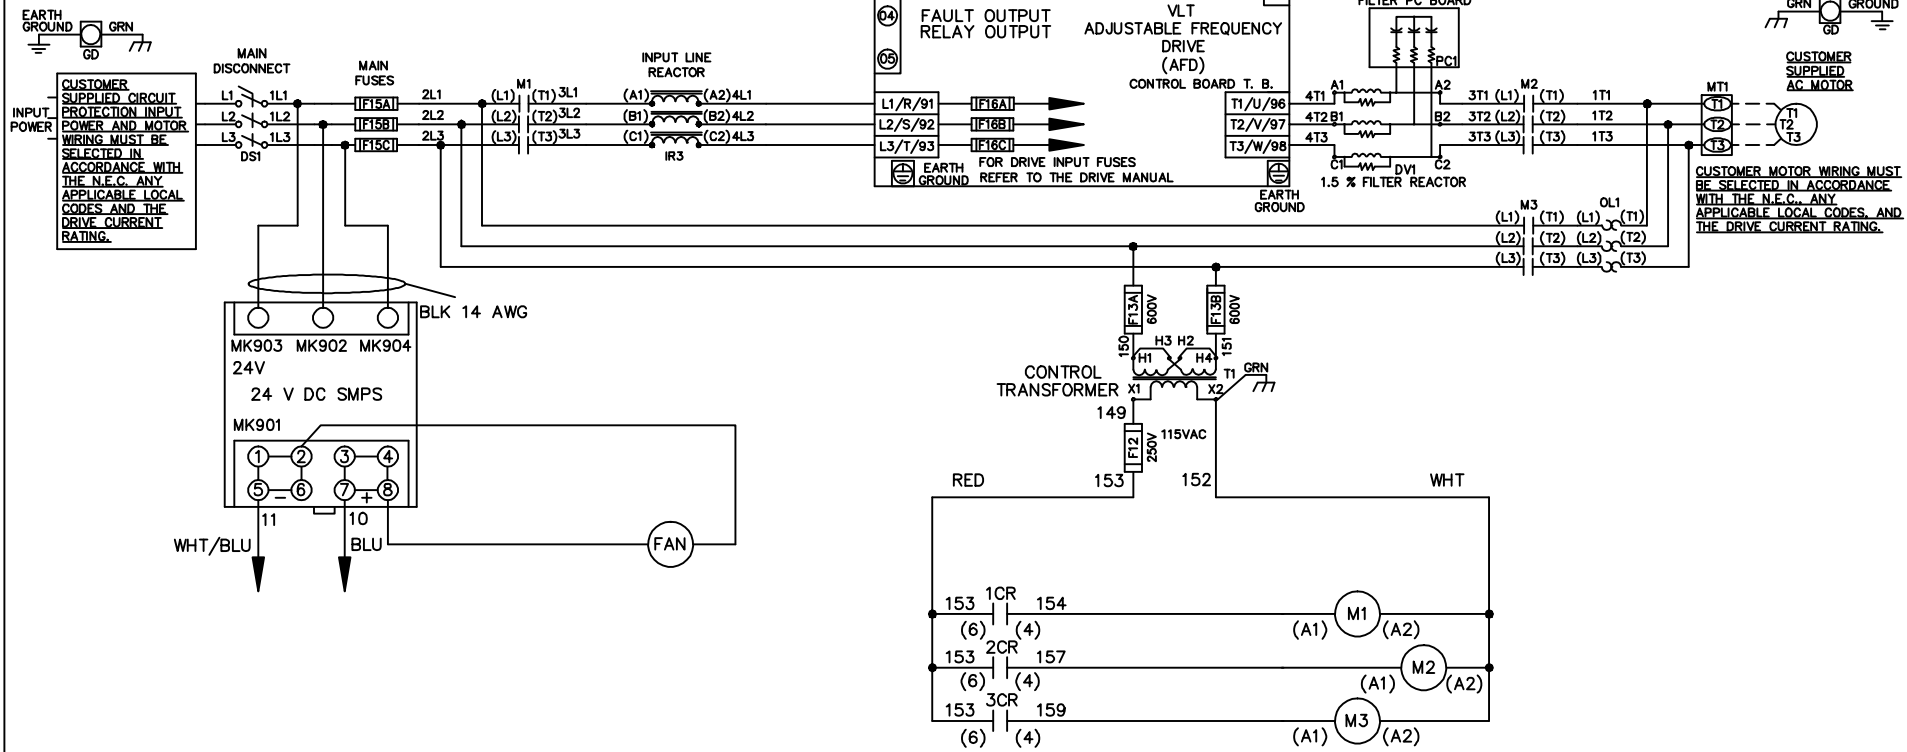 EARTH
GROUND
GRN
GD
CUSTOMER
SUPPLIED CIRCUIT
PROTECTION INPUT
POWER AND MOTOR
WIRING MUST BE
SELECTED IN
ACCORDANCE WITH
THE N.E.C. ANY
APPLICABLE LOCAL
CODES AND THE
DRIVE CURRENT
RATING.
INPUT
POWER
MAIN
DISCONNECT
L1 1L1
L2 1L2
L3 1L3
DS1
MAIN
FUSES
F15A
F15B
F15C
2L1
2L2
2L3
M1
(L1) (T1) 3L1
(L2) (T2) 3L2
(L3) (T3) 3L3
INPUT LINE
REACTOR
(A1) (A2) 4L1
(B1) (B2) 4L2
(C1) (C2) 4L3
IR3
04
05
FAULT OUTPUT
RELAY OUTPUT
VLT
ADJUSTABLE FREQUENCY
DRIVE
(AFD)
CONTROL BOARD T. B.
L1/R/91 F16A
L2/S/92 F16B
L3/T/93 F16C
T1/U/96
T2/V/97
T3/W/98
EARTH
GROUND
FOR DRIVE INPUT FUSES
REFER TO THE DRIVE MANUAL
EARTH
GROUND
FILTER PC BOARD
PC1
4T1 A1 A2
4T2 B1 B2
4T3
C1 C2
DV1
1.5 % FILTER REACTOR
M2
3T1 (L1) (T1) 1T1
3T2 (L2) (T2) 1T2
3T3 (L3) (T3) 1T3
GRN
GROUND
GD
CUSTOMER
SUPPLIED
AC MOTOR
MT1
T1
T2
T3
T1
T2
T3
CUSTOMER MOTOR WIRING MUST
BE SELECTED IN ACCORDANCE
WITH THE N.E.C., ANY
APPLICABLE LOCAL CODES, AND
THE DRIVE CURRENT RATING.
M3 OL1
(L1) (T1) (L1) (T1)
(L2) (T2) (L2) (T2)
(L3) (T3) (L3) (T3)
BLK 14 AWG
MK903 MK902 MK904
24V
24 V DC SMPS
MK901
1 2 3 4
5 – 6 7 + 8
11 10
WHT/BLU BLU
FAN
F13A
600V
F13B
600V
150
151
H3 H2
H1 H4
T1
GRN
CONTROL
TRANSFORMER
X1 X2
149
F12
250V
115VAC
153 152
RED WHT
153 1CR 154 M1
(6) (4) (A1) (A2)
153 2CR 157 M2
(6) (4) (A1) (A2)
153 3CR 159 M3
(6) (4) (A1) (A2)